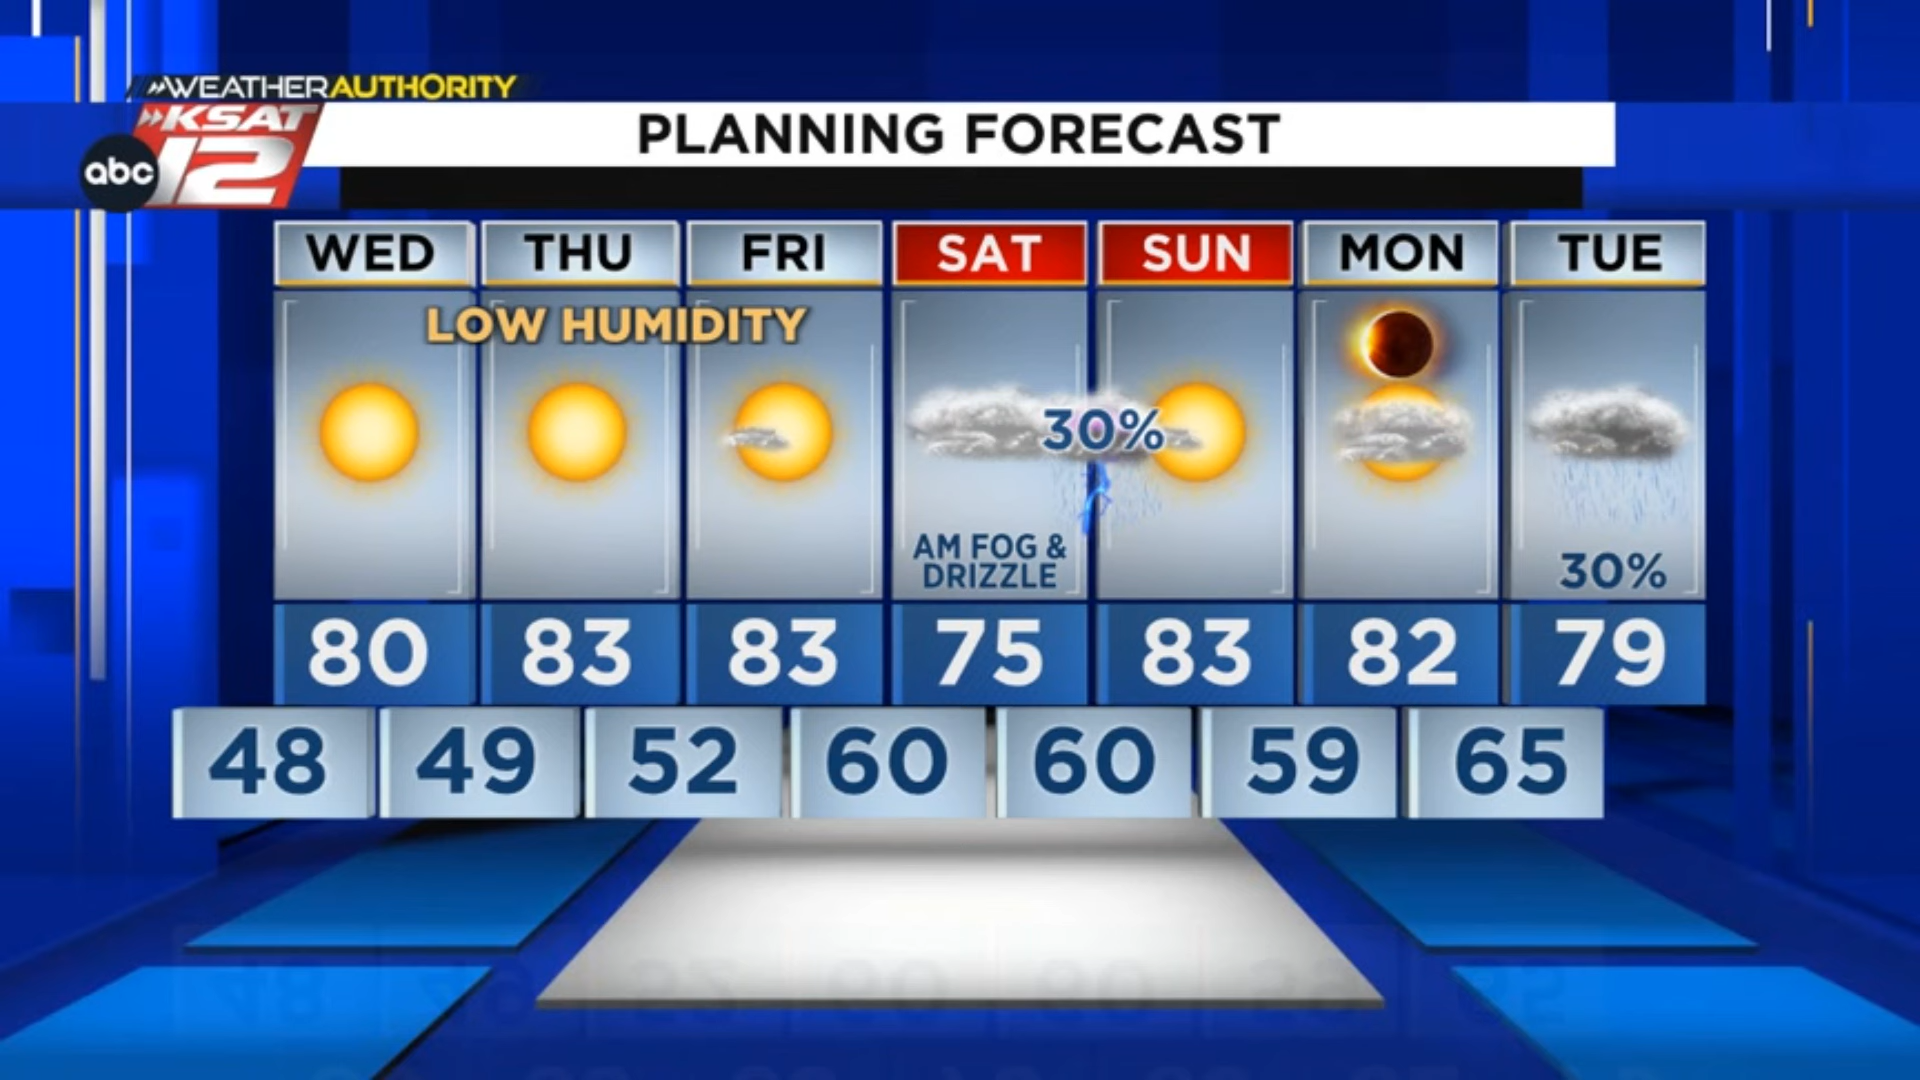 WEATHERAUTHORITY
KSAT
abc 12
PLANNING FORECAST
WED THU FRI SAT SUN MON TUE
LOW HUMIDITY
30%
AM FOG &
DRIZZLE
30%
80 83 83 75 83 82 79
48 49 52 60 60 59 65